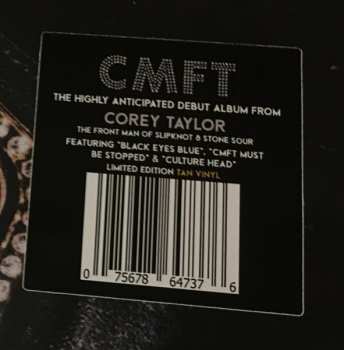 CMFT
THE HIGHLY ANTICIPATED DEBUT ALBUM FROM
COREY TAYLOR
THE FRONT MAN OF SLIPKNOT & STONE SOUR
FEATURING "BLACK EYES BLUE", "CMFT MUST
BE STOPPED" & "CULTURE HEAD"
LIMITED EDITION TAN VINYL
0 75678 64737 6